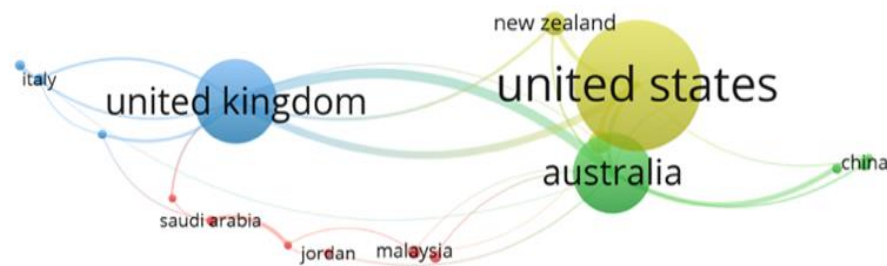 new zealand
italy
united kingdom
united states
australia
china
saudi arabia
jordan
malaysia